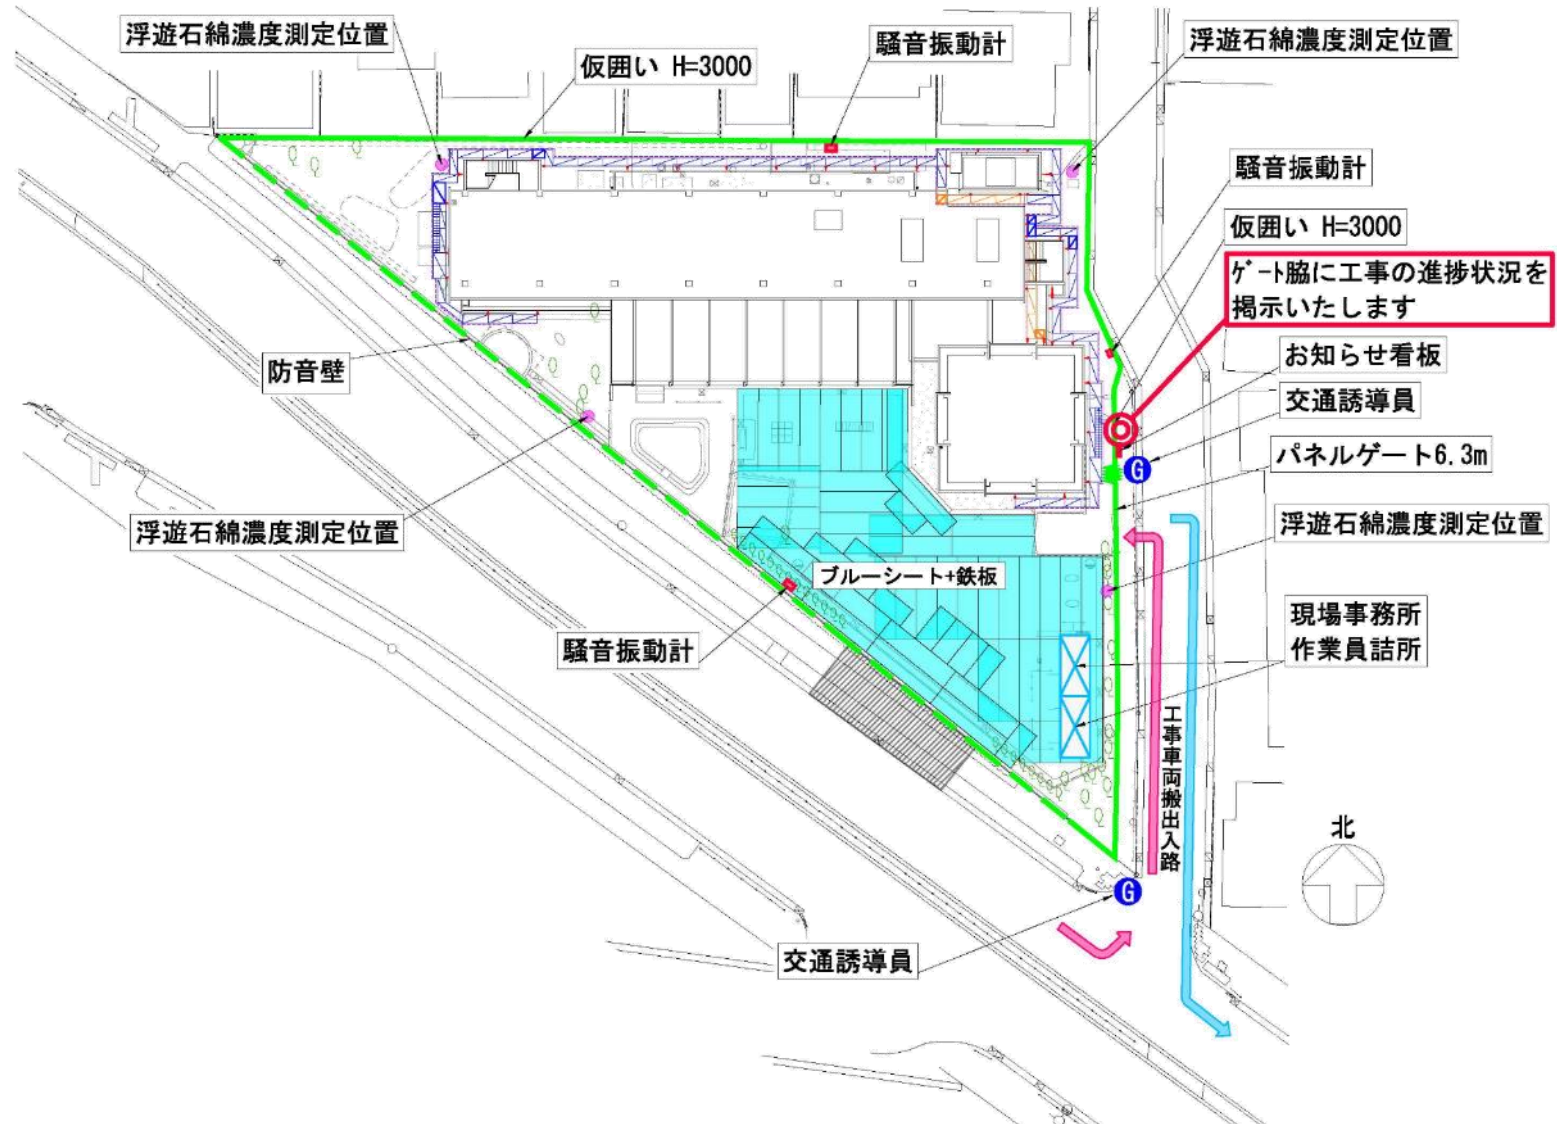 浮遊石綿濃度測定位置
仮囲い H=3000
騒音振動計
浮遊石綿濃度測定位置
騒音振動計
仮囲い H=3000
ゲート脇に工事の進捗状況を
掲示いたします
お知らせ看板
交通誘導員
防音壁
パネルゲート6.3m
G
浮遊石綿濃度測定位置
浮遊石綿濃度測定位置
ブルーシート+鉄板
現場事務所
作業員詰所
騒音振動計
工事車両搬出入路
北
G
交通誘導員